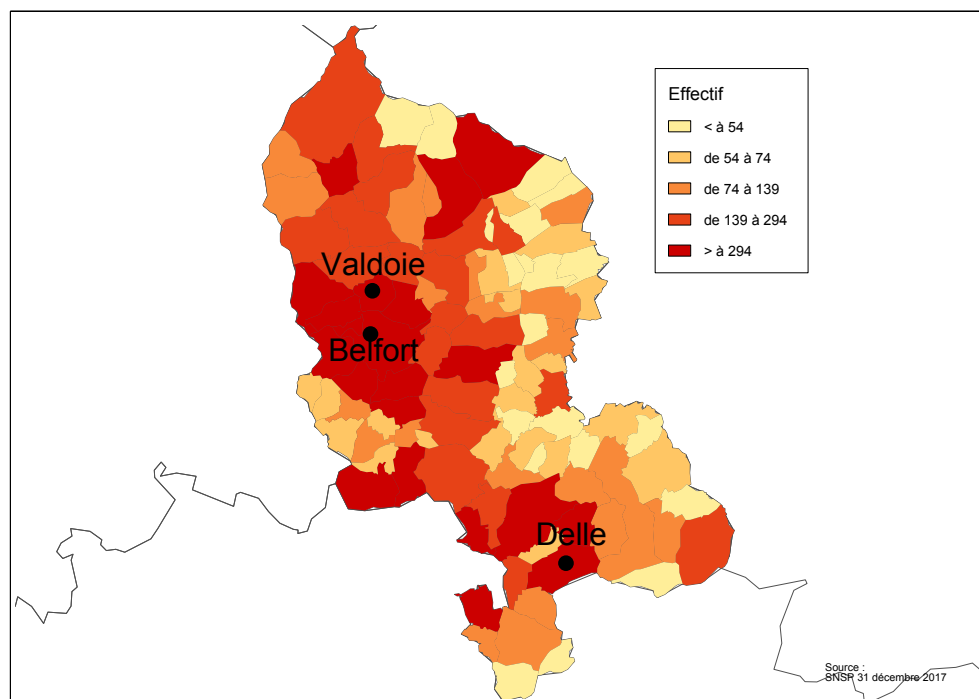 Effectif
< à 54
de 54 à 74
de 74 à 139
de 139 à 294
> à 294
Valdoie
Belfort
Delle
Source :
SNSP 31 décembre 2017